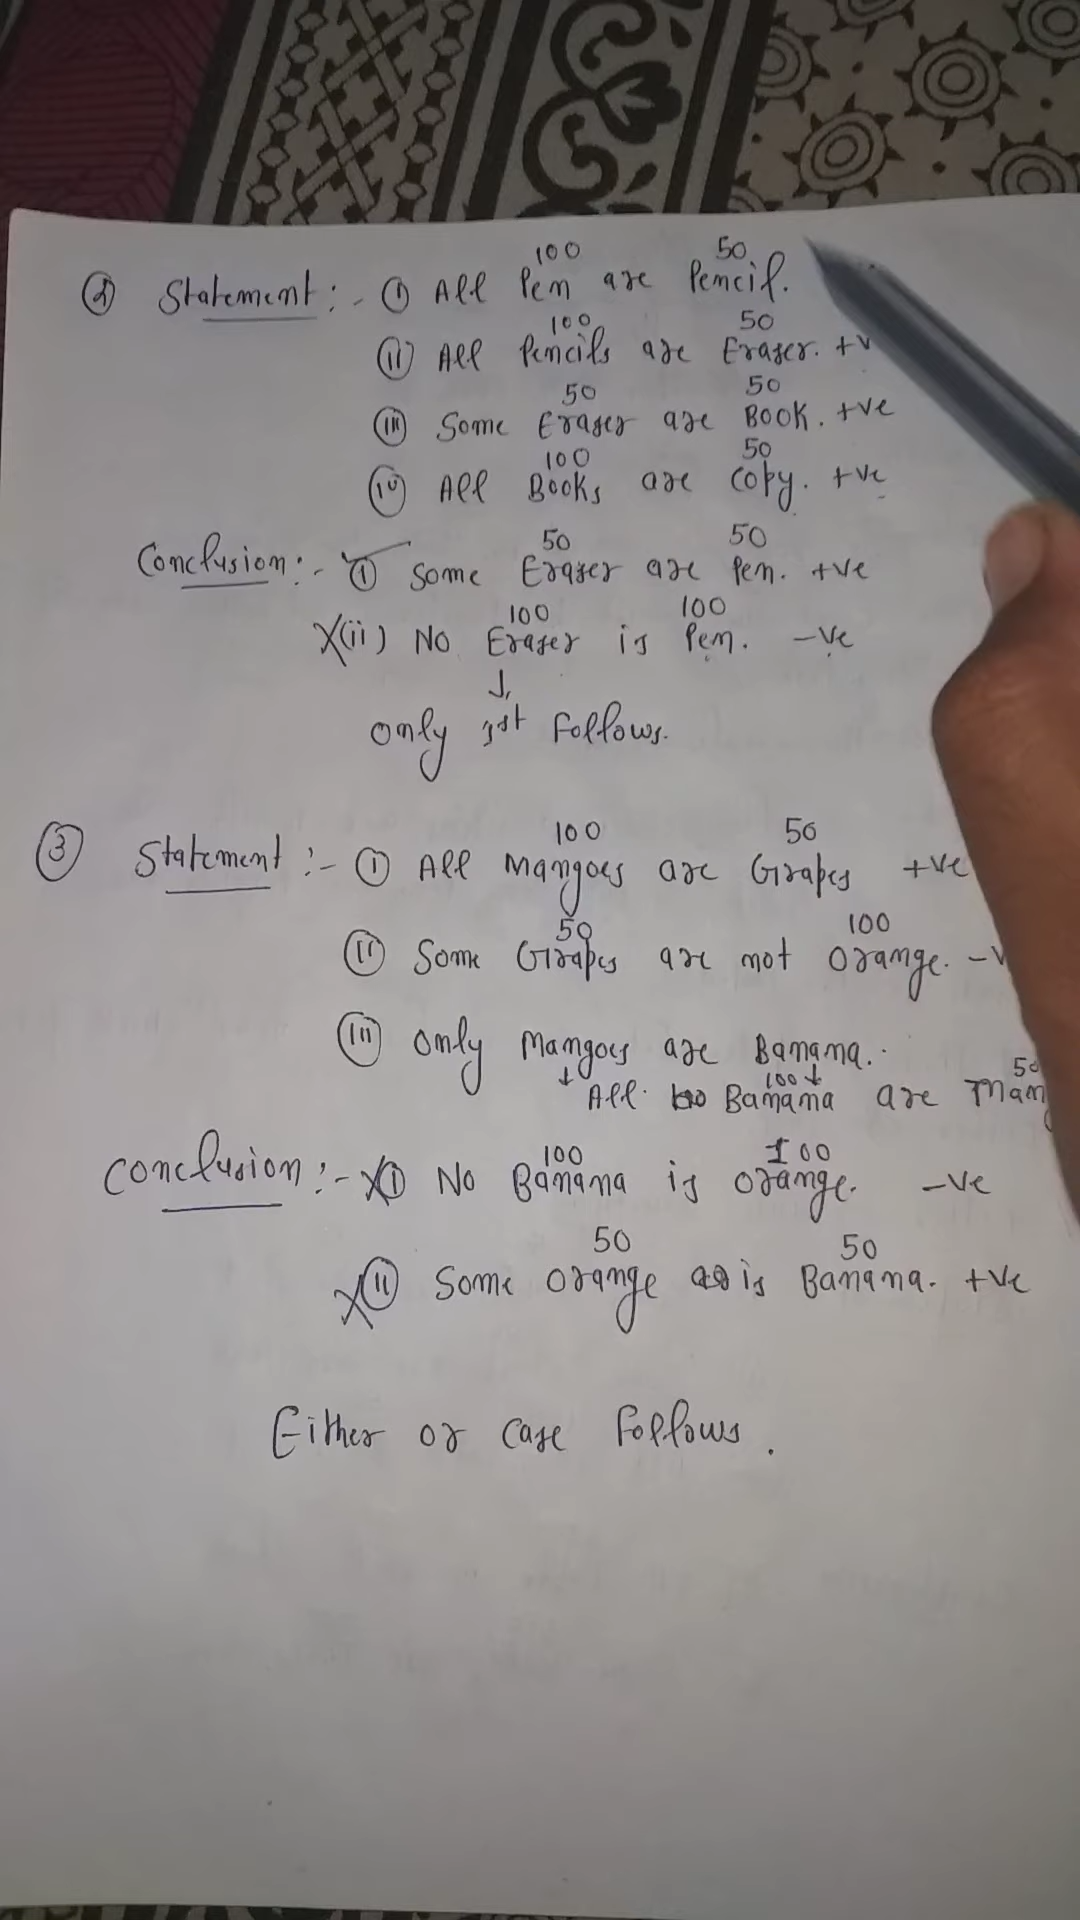 100 50
② Statement :- ① All Pen are Pencil.
100 50
(ii) All Pencils are Eraser. +v
50 50
(iii) Some Eraser are Book. +ve
100 50
(iv) All Books are Copy. +ve
50 50
Conclusion :- ① Some Eraser are Pen. +ve
100 100
X(ii) No Eraser is Pen. -ve
↓
only 1st follows.
100 50
③ Statement :- ① All Mangoes are Grapes +ve
50 100
(ii) Some Grapes are not orange. -v
(iii) only Mangoes are Banana.
↓ 100 ↓ 50
All Banana are Man
100 100
Conclusion :- X① No Banana is orange. -ve
50 50
X(ii) Some orange is Banana. +ve
Either or case follows.